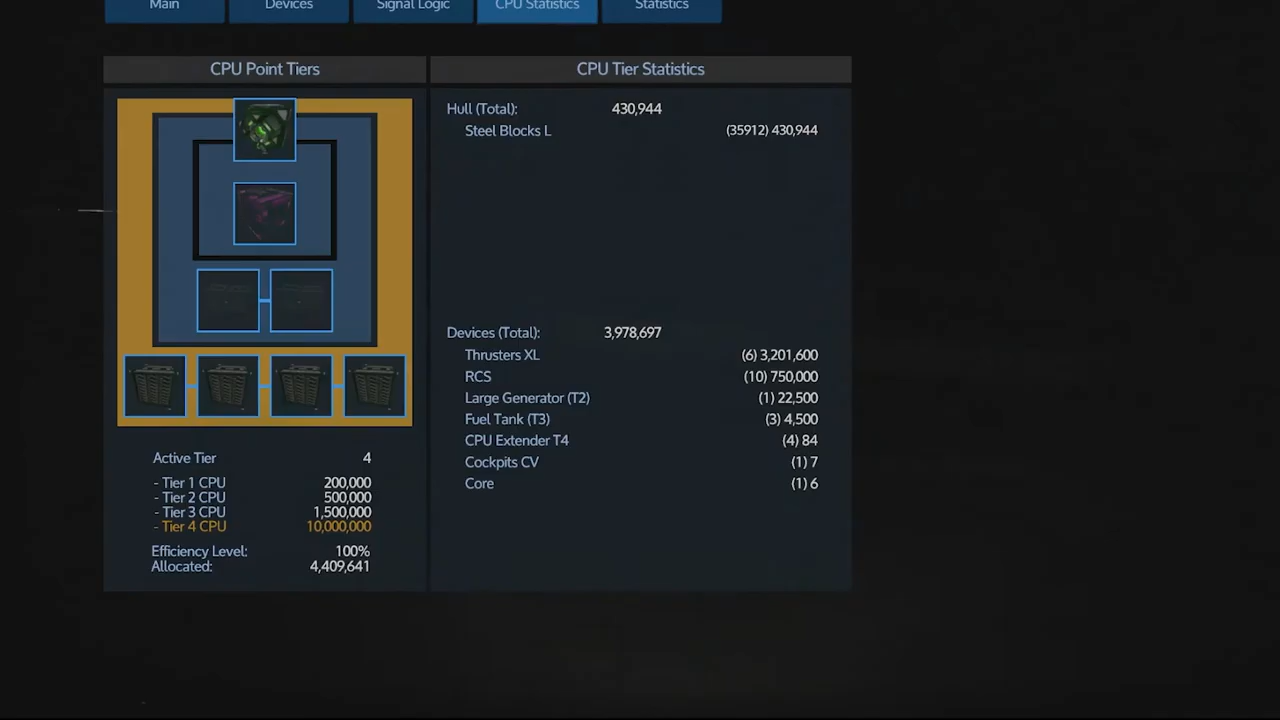 Main Devices Signal Logic CPU Statistics Statistics
CPU Point Tiers
Active Tier 4
- Tier 1 CPU 200,000
- Tier 2 CPU 500,000
- Tier 3 CPU 1,500,000
- Tier 4 CPU 10,000,000
Efficiency Level: 100%
Allocated: 4,409,641
CPU Tier Statistics
Hull (Total): 430,944
Steel Blocks L (35912) 430,944
Devices (Total): 3,978,697
Thrusters XL (6) 3,201,600
RCS (10) 750,000
Large Generator (T2) (1) 22,500
Fuel Tank (T3) (3) 4,500
CPU Extender T4 (4) 84
Cockpits CV (1) 7
Core (1) 6